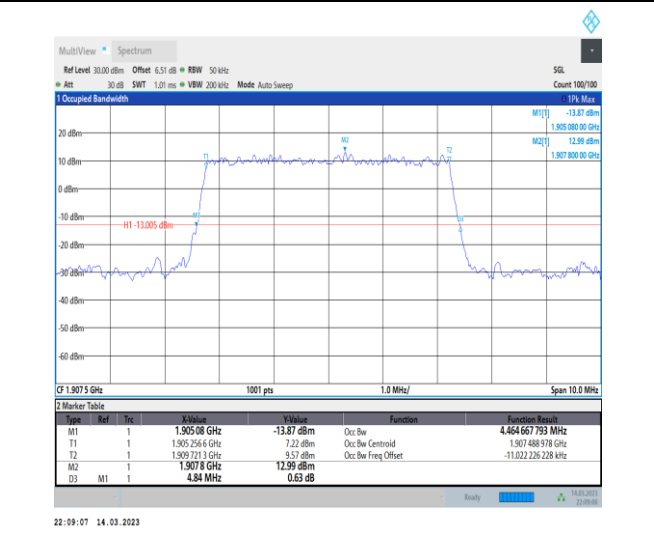 MultiView Spectrum
Ref Level 30.00 dBm Offset 6.51 dB RBW 50 kHz SGL
Att 30 dB SWT 1.01 ms VBW 200 kHz Mode Auto Sweep Count 100/100
1 Occupied Bandwidth 1Pk Max
M1[1] -13.87 dBm
1.905 080 00 GHz
M2[1] 12.99 dBm
1.907 800 00 GHz
20 dBm
M2
T1 T2
10 dBm
0 dBm
-10 dBm
H1 -13.005 dBm
-20 dBm
-30 dBm
-40 dBm
-50 dBm
-60 dBm
CF 1.907 5 GHz 1001 pts 1.0 MHz/ Span 10.0 MHz
2 Marker Table
Type Ref Trc X-Value Y-Value Function Function Result
M1 1 1.905 08 GHz -13.87 dBm Occ Bw 4.464 667 793 MHz
T1 1 1.905 256 6 GHz 7.22 dBm Occ Bw Centroid 1.907 488 978 GHz
T2 1 1.909 721 3 GHz 9.57 dBm Occ Bw Freq Offset -11.022 226 228 kHz
M2 1 1.907 8 GHz 12.99 dBm
D3 M1 1 4.84 MHz 0.63 dB
Ready 14.03.2023
22:09:08
22:09:07 14.03.2023